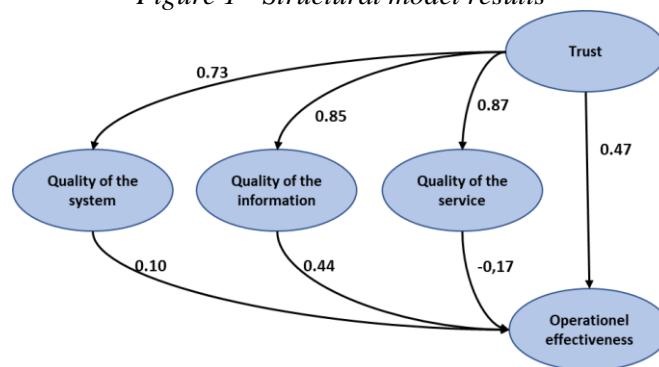 Figure 1 - Structural model results
Trust
0.73
0.85
0.87
0.47
Quality of the
system
Quality of the
information
Quality of the
service
0.10
0.44
-0,17
Operationel
effectiveness